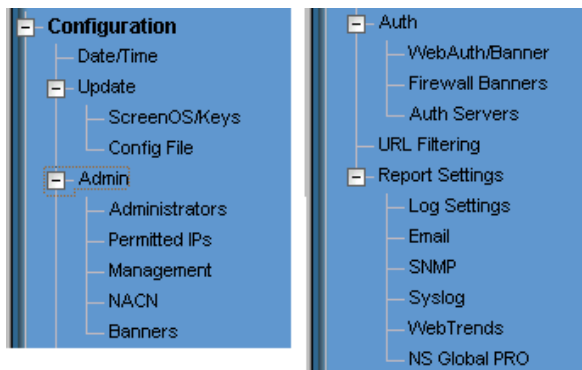 Configuration
Date/Time
Update
ScreenOS/Keys
Config File
Admin
Administrators
Permitted IPs
Management
NACN
Banners
Auth
WebAuth/Banner
Firewall Banners
Auth Servers
URL Filtering
Report Settings
Log Settings
Email
SNMP
Syslog
WebTrends
NS Global PRO